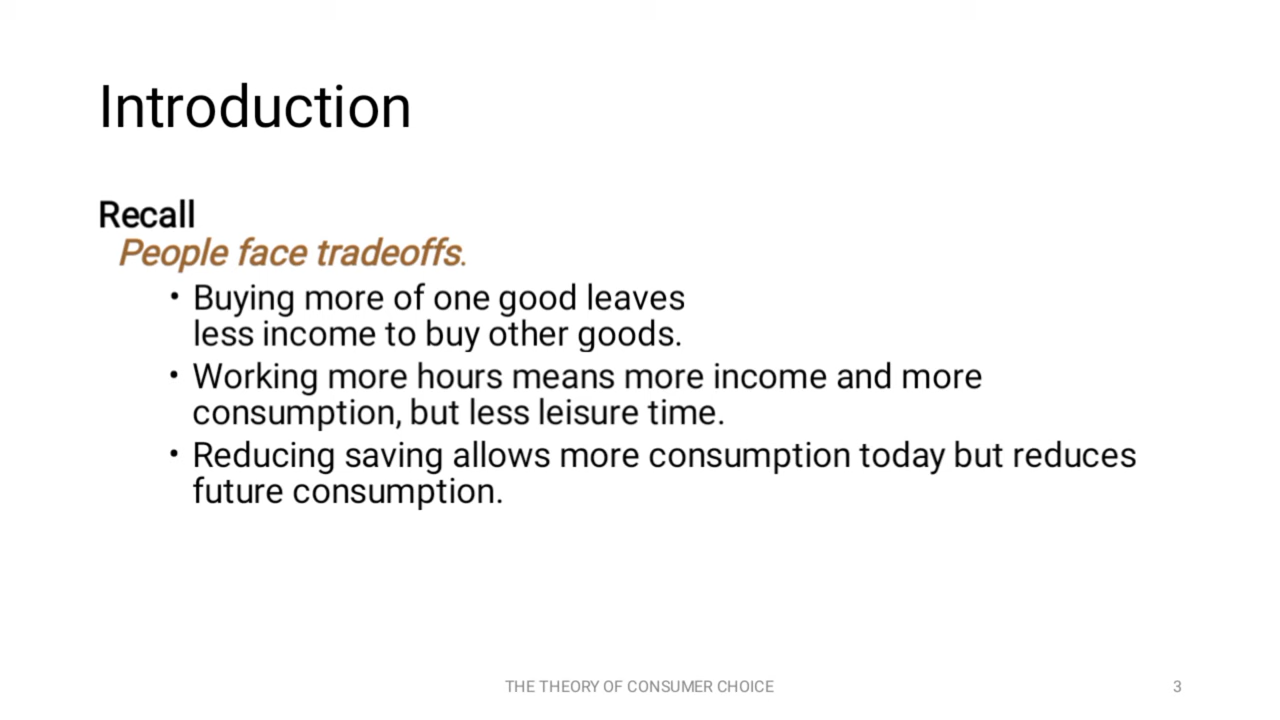 Introduction
Recall
People face tradeoffs.
• Buying more of one good leaves
less income to buy other goods.
• Working more hours means more income and more
consumption, but less leisure time.
• Reducing saving allows more consumption today but reduces
future consumption.
THE THEORY OF CONSUMER CHOICE
3